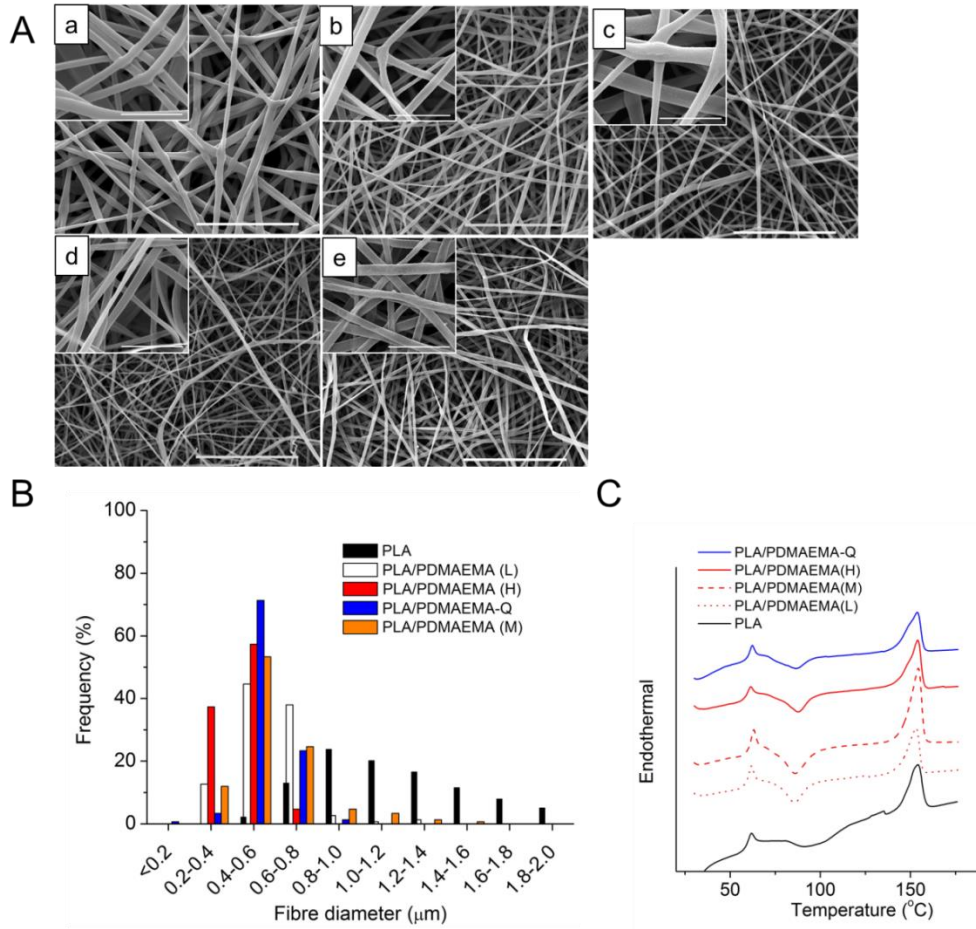 A
a
b
c
d
e
B
Frequency (%)
100
80
60
40
20
0
PLA
PLA/PDMAEMA (L)
PLA/PDMAEMA (H)
PLA/PDMAEMA-Q
PLA/PDMAEMA (M)
<0.2
0.2-0.4
0.4-0.6
0.6-0.8
0.8-1.0
1.0-1.2
1.2-1.4
1.4-1.6
1.6-1.8
1.8-2.0
Fibre diameter (μm)
C
PLA/PDMAEMA-Q
PLA/PDMAEMA(H)
PLA/PDMAEMA(M)
PLA/PDMAEMA(L)
PLA
Endothermal
50
100
150
Temperature (°C)